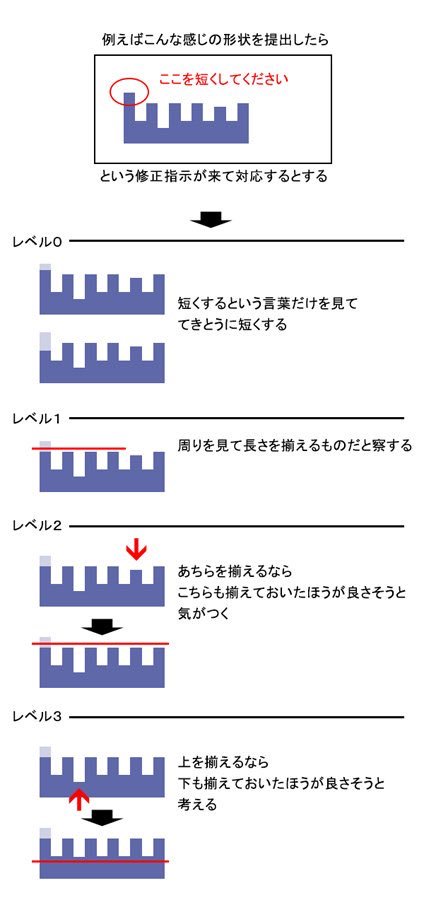 例えばこんな感じの形状を提出したら
ここを短くしてください
という修正指示が来て対応するとする
レベル０
短くするという言葉だけを見て
てきとうに短くする
レベル１
周りを見て長さを揃えるものだと察する
レベル２
あちらを揃えるなら
こちらも揃えておいたほうが良さそうと
気がつく
レベル３
上を揃えるなら
下も揃えておいたほうが良さそうと
考える